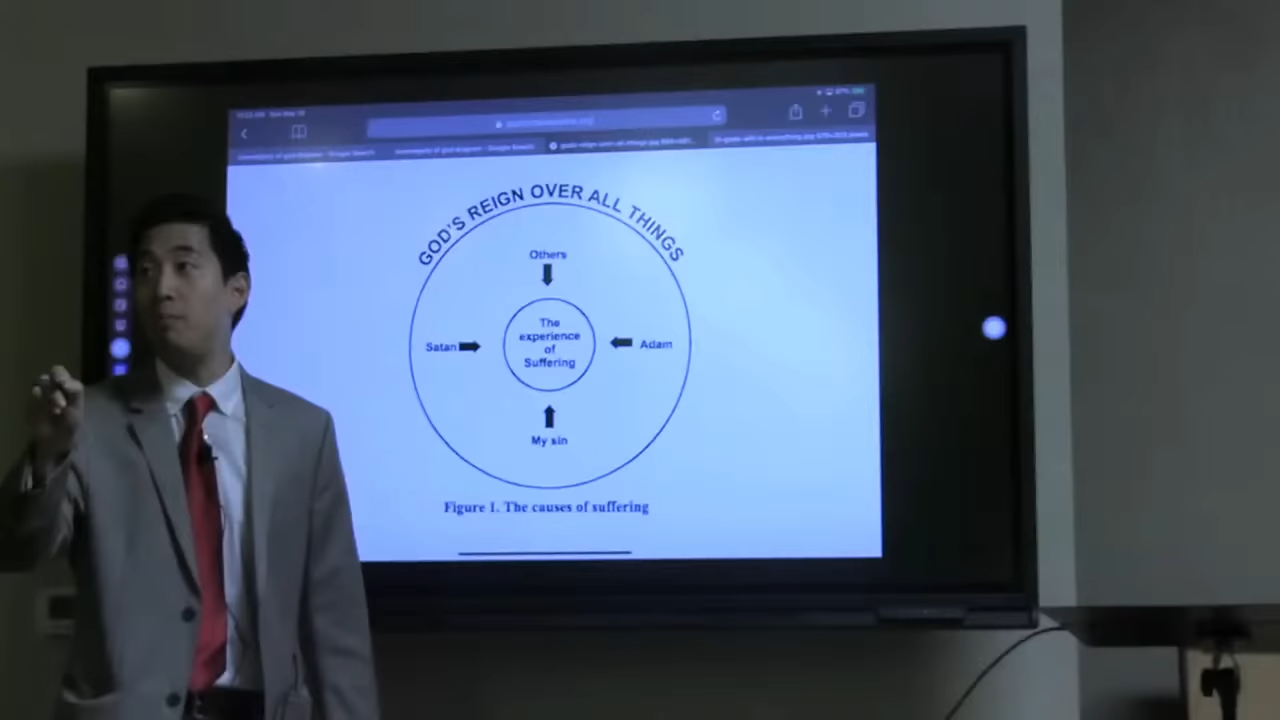 GOD'S REIGN OVER ALL THINGS
Others
The
experience
of
Suffering
Satan
Adam
My sin
Figure 1. The causes of suffering